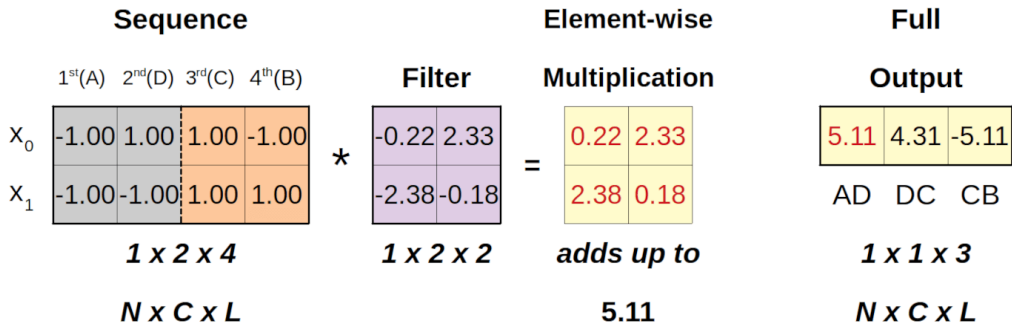 Sequence Element-wise Full
1st(A) 2nd(D) 3rd(C) 4th(B) Filter Multiplication Output
x0 -1.00 1.00 1.00 -1.00 -0.22 2.33 0.22 2.33 5.11 4.31 -5.11
* =
x1 -1.00 -1.00 1.00 1.00 -2.38 -0.18 2.38 0.18 AD DC CB
1 x 2 x 4 1 x 2 x 2 adds up to 1 x 1 x 3
N x C x L 5.11 N x C x L